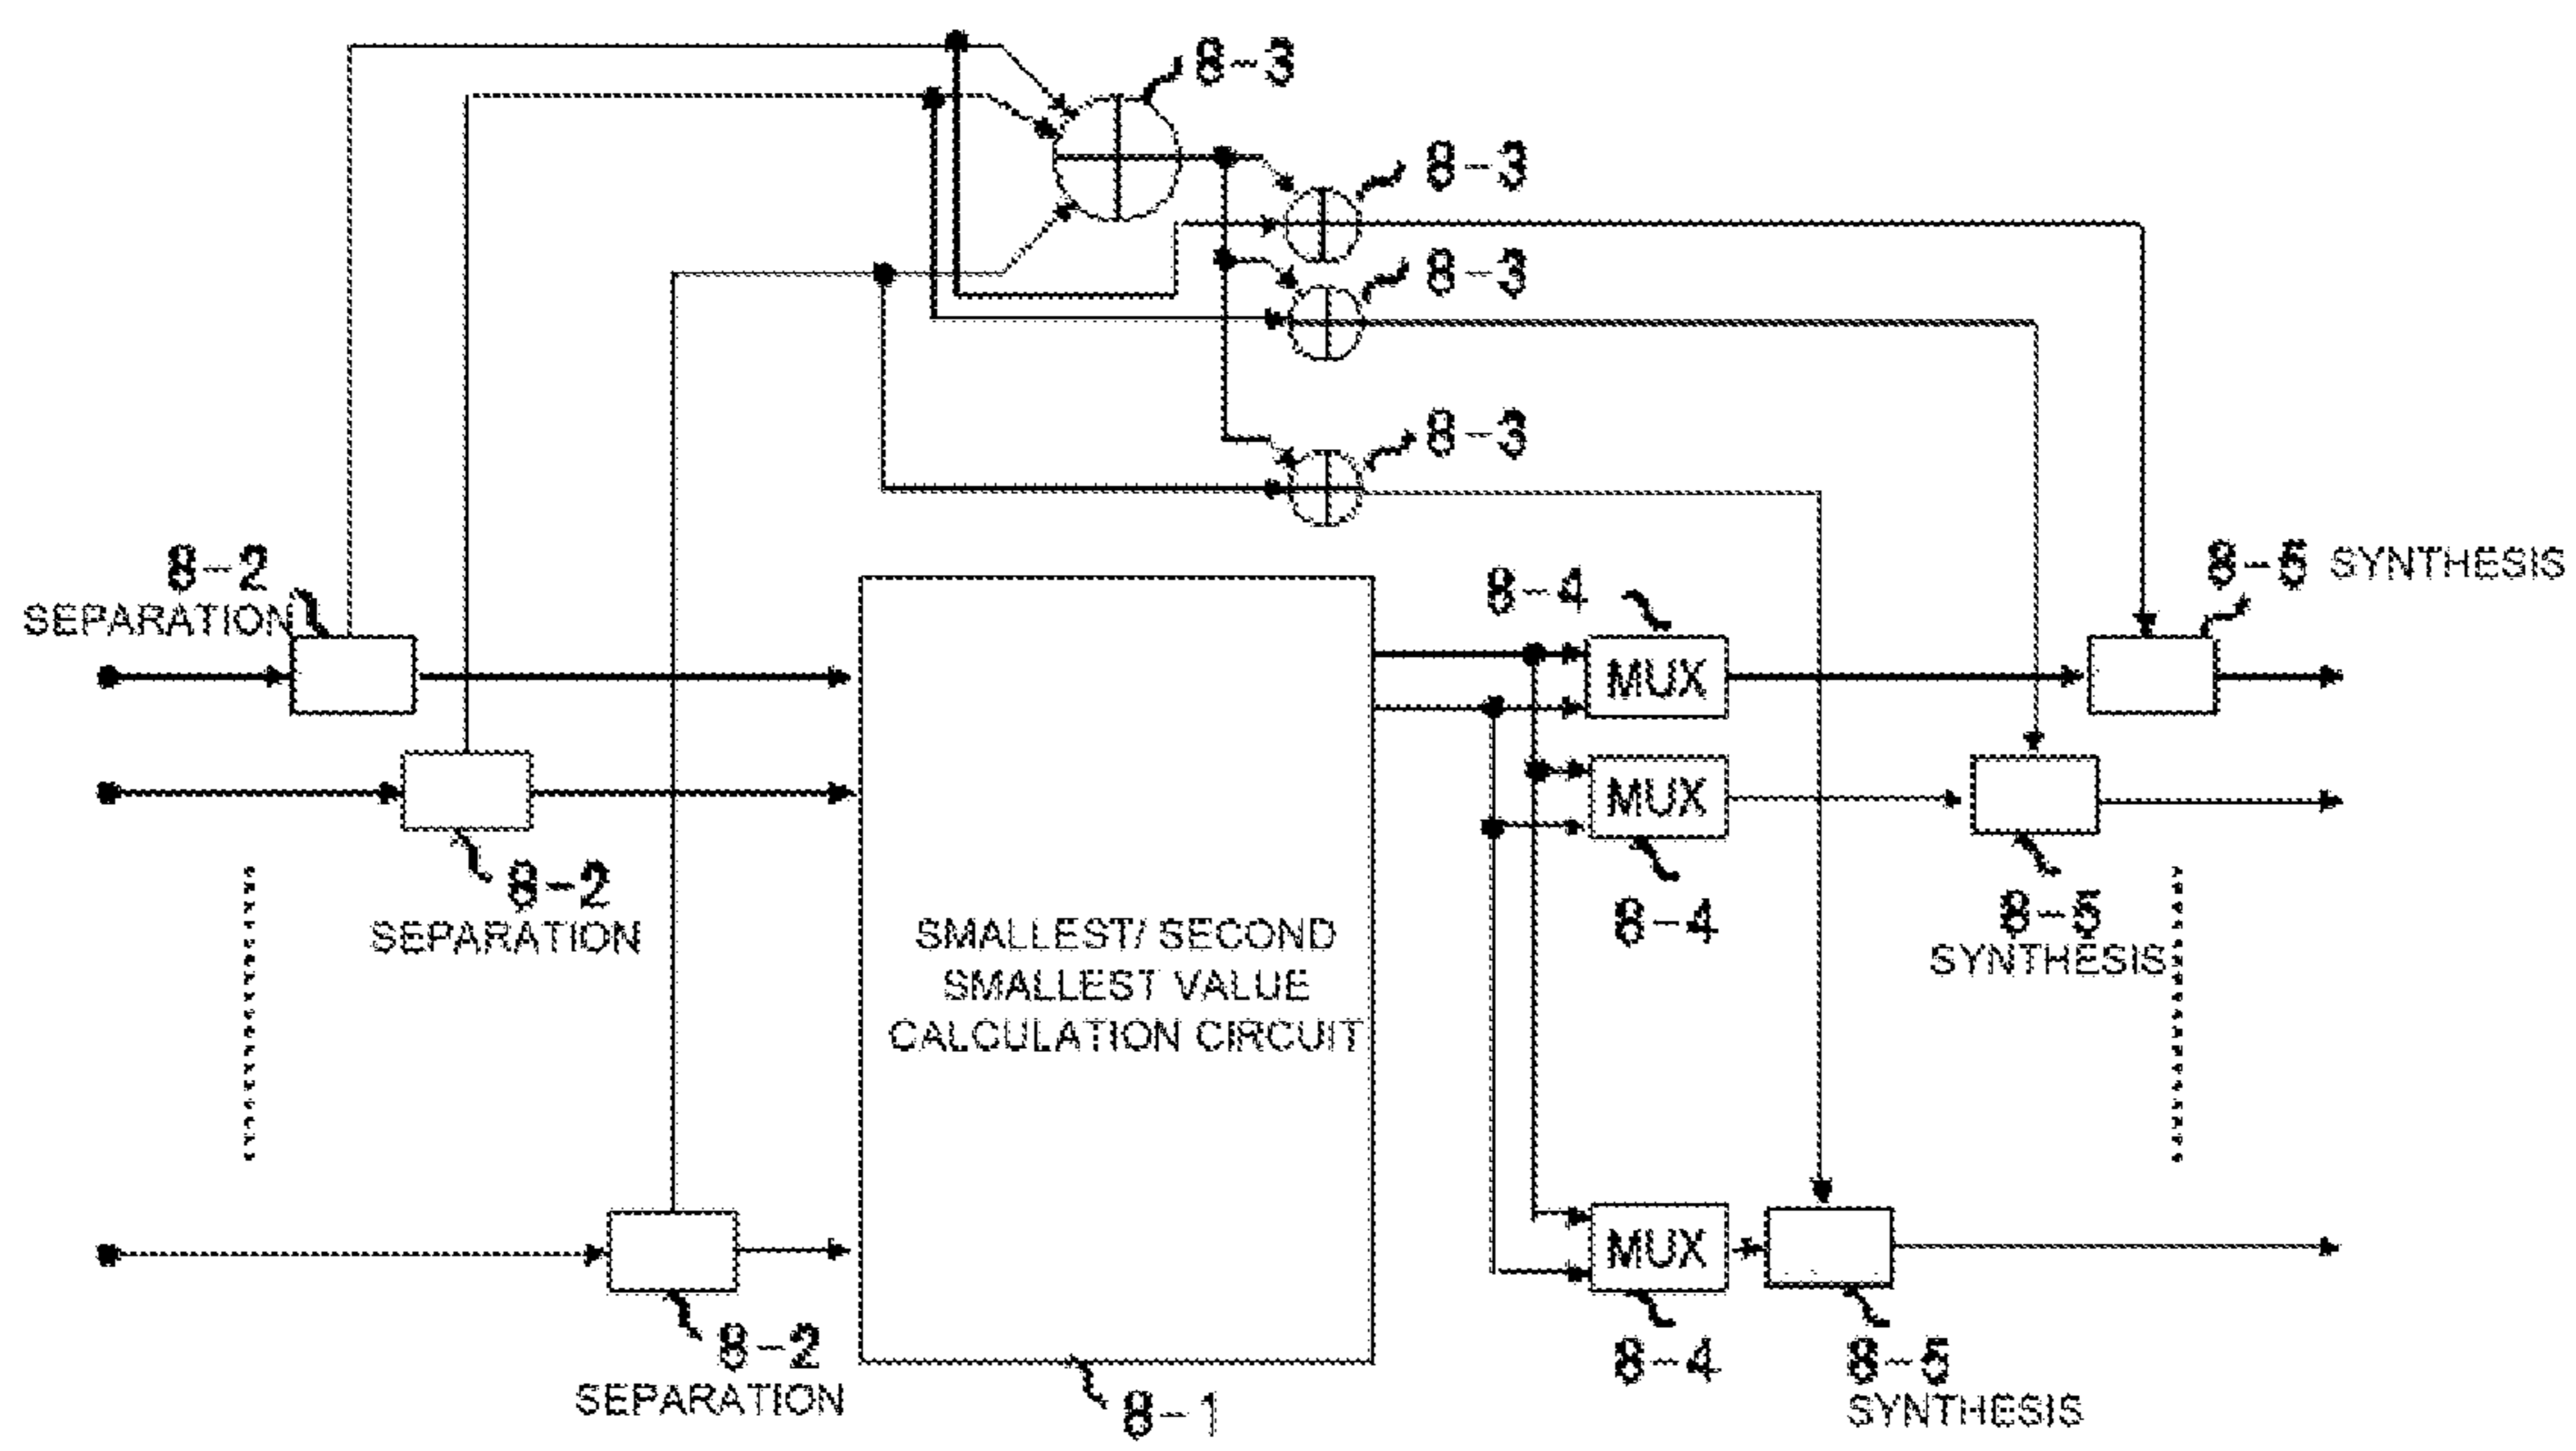 8-3
8-3
8-3
8-3
8-2
SEPARATION
8-5 SYNTHESIS
8-4
MUX
MUX
8-2
SEPARATION
8-4
8-5
SYNTHESIS
SMALLEST/ SECOND
SMALLEST VALUE
CALCULATION CIRCUIT
MUX
8-2
SEPARATION
8-4
8-5
SYNTHESIS
8-1